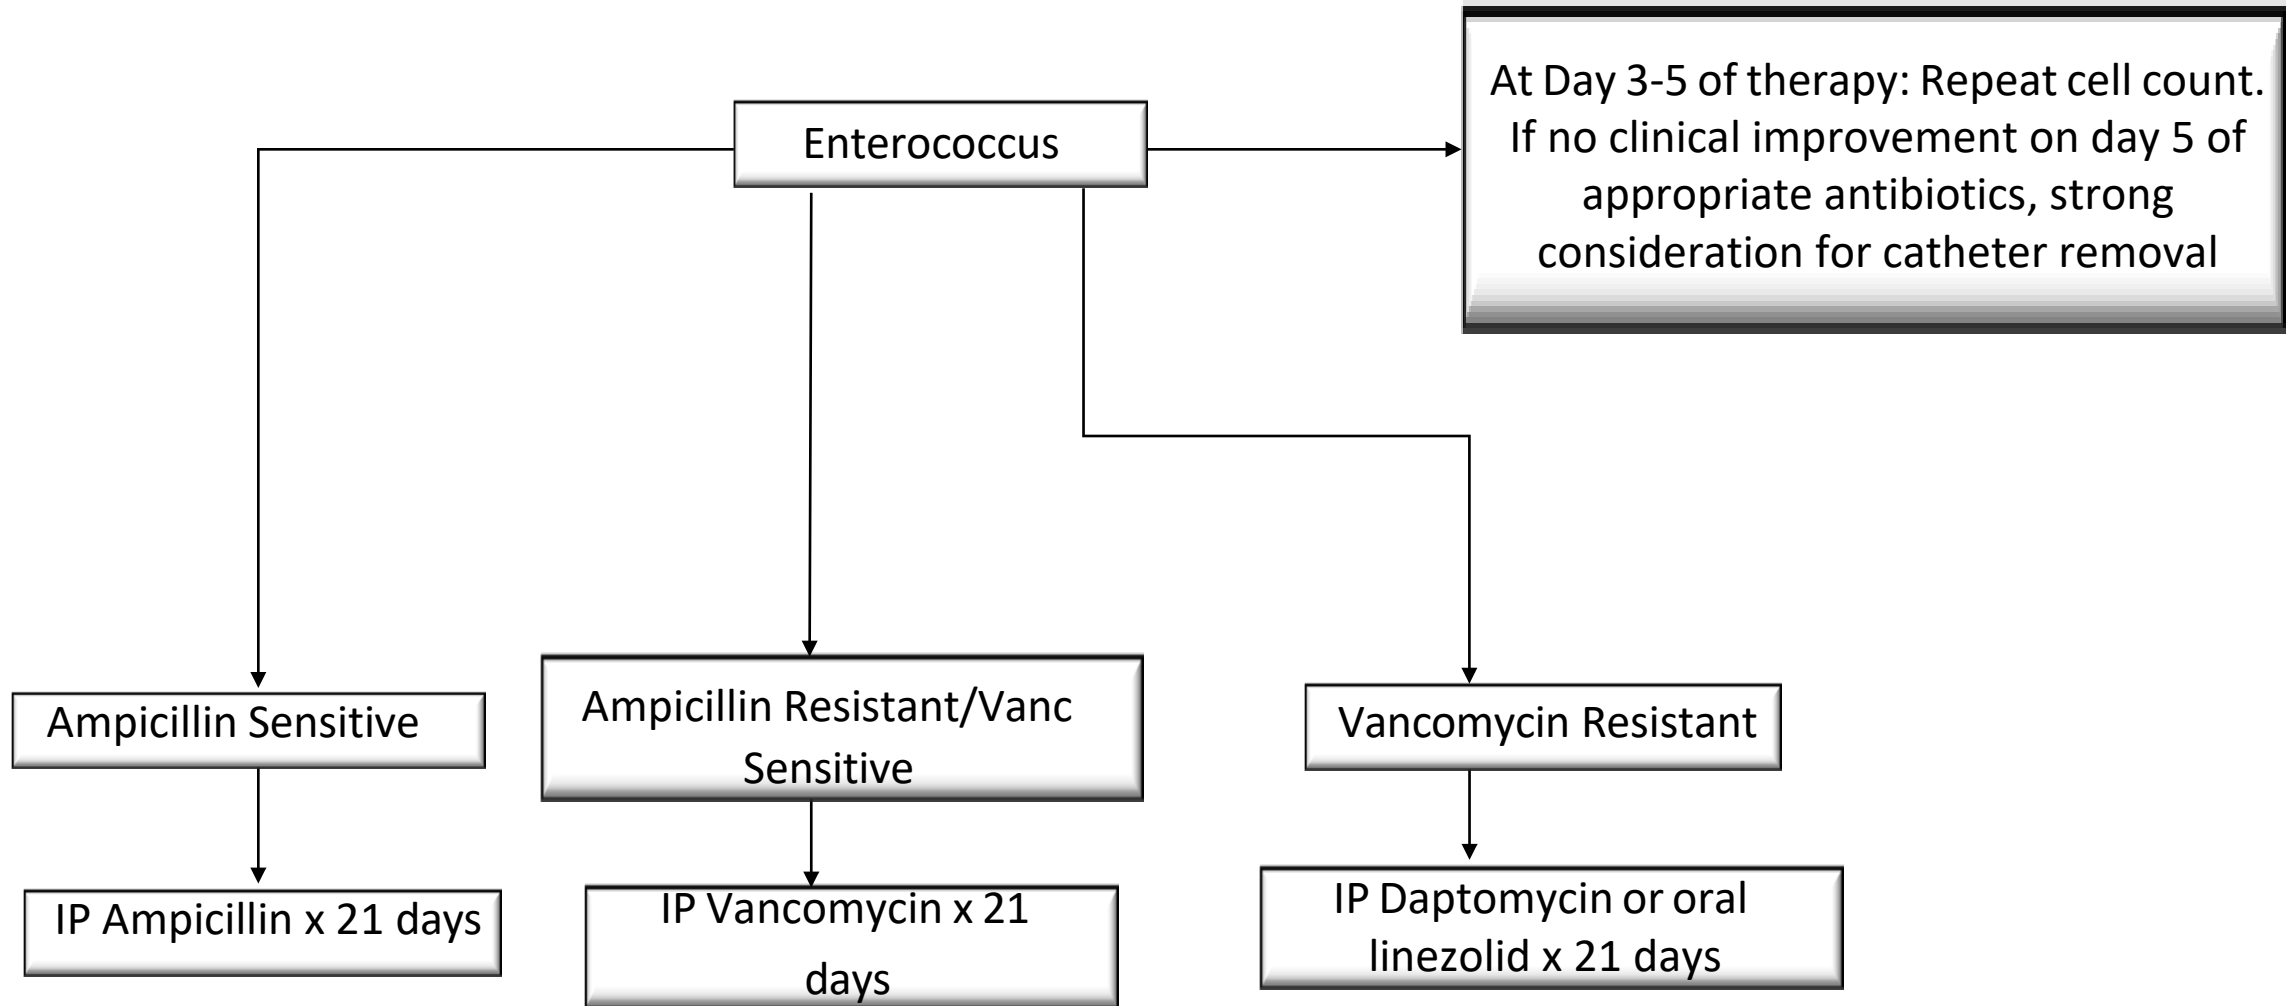 At Day 3-5 of therapy: Repeat cell count.
If no clinical improvement on day 5 of
appropriate antibiotics, strong
consideration for catheter removal
Enterococcus
Ampicillin Sensitive
Ampicillin Resistant/Vanc
Sensitive
Vancomycin Resistant
IP Ampicillin x 21 days
IP Vancomycin x 21
days
IP Daptomycin or oral
linezolid x 21 days